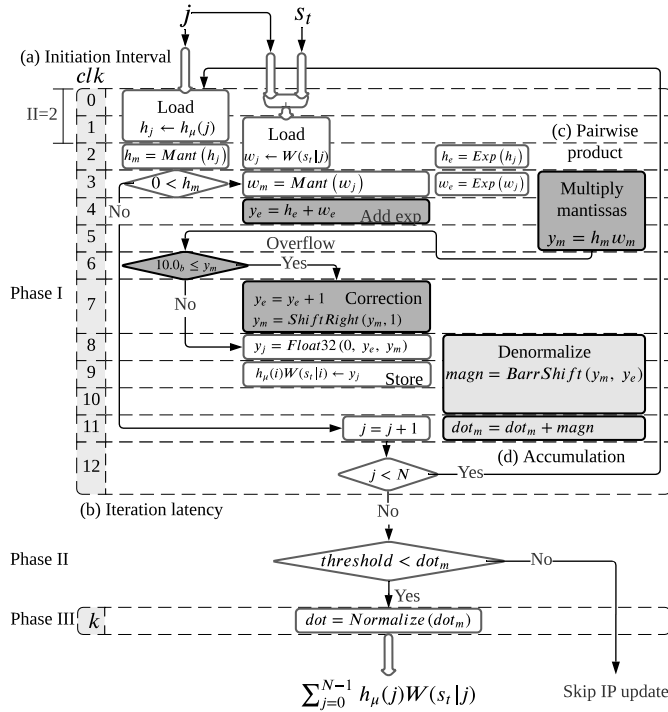 j s_t
(a) Initiation Interval
clk
0
II=2
Load
h_j ← h_μ(j)
1
Load
w_j ← W(s_t|j)
(c) Pairwise
product
2
h_m = Mant(h_j)
h_e = Exp(h_j)
3
0 < h_m
w_m = Mant(w_j)
w_e = Exp(w_j)
Multiply
mantissas
y_m = h_m w_m
No
4
y_e = h_e + w_e
Add exp
5
Overflow
6
10.0_b ≤ y_m
Yes
Phase I
7
No
y_e = y_e + 1 Correction
y_m = ShiftRight(y_m, 1)
8
y_j = Float32(0, y_e, y_m)
Denormalize
magn = BarrShift(y_m, y_e)
9
h_μ(i)W(s_t|i) ← y_j
Store
10
11
j = j + 1
dot_m = dot_m + magn
(d) Accumulation
12
j < N
Yes
(b) Iteration latency
No
Phase II
threshold < dot_m
No
Yes
Phase III
k
dot = Normalize(dot_m)
∑_{j=0}^{N−1} h_μ(j)W(s_t|j)
Skip IP update